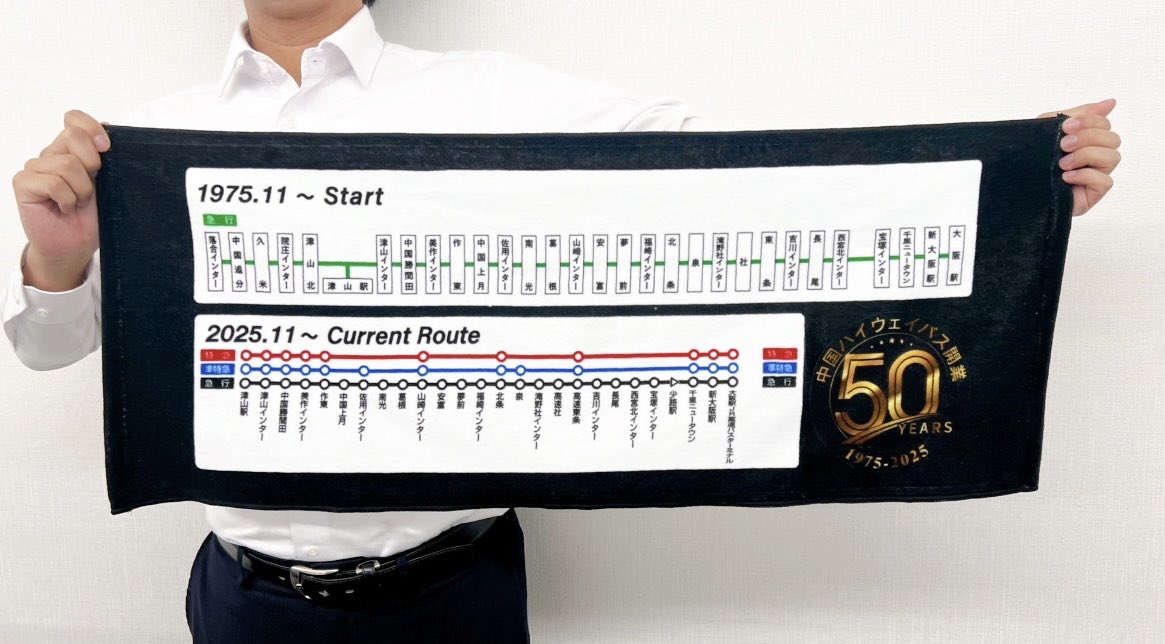 1975.11 ~ Start
急行
落合インター
中国追分
久米
院庄インター
津山北
津山駅
津山インター
中国勝間田
美作インター
作東
中国上月
佐用インター
南光
葛根
山崎インター
安富
夢前
福崎インター
北条
泉
滝野社インター
社
東条
吉川インター
長尾
西宮北インター
宝塚インター
千里ニュータウン
新大阪駅
大阪駅
2025.11~ Current Route
特急
準特急
急行
特急
準特急
急行
津山駅
津山インター
中国勝間田
美作インター
作東
中国上月
佐用インター
南光
葛根
山崎インター
安富
夢前
福崎インター
北条
泉
滝野社インター
高速社
高速東条
吉川インター
長尾
西宮北インター
宝塚インター
少路駅
千里ニュータウン
新大阪駅
大阪駅JR高速バスターミナル
中国ハイウェイバス開業
50
YEARS
1975-2025